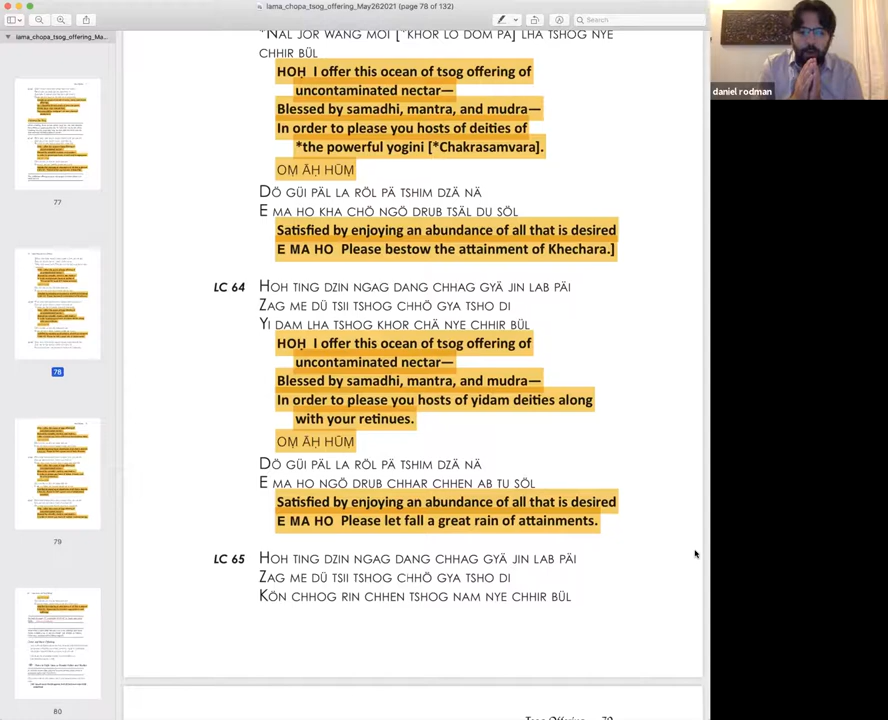 lama_chopa_tsog_offering_May262021 (page 78 of 132)
Search
lama_chopa_tsog_offering_Ma...
77
78
79
80
daniel rodman
*NAL JOR WANG MOI [*KHOR LO DOM PA] LHA TSHOG NYE
CHHIR BÜL
HOḤ I offer this ocean of tsog offering of
uncontaminated nectar—
Blessed by samadhi, mantra, and mudra—
In order to please you hosts of deities of
*the powerful yogini [*Chakrasamvara].
OṂ ĀḤ HŪṂ
DÖ GÜI PÄL LA RÖL PÄ TSHIM DZÄ NÄ
E MA HO KHA CHÖ NGÖ DRUB TSÄL DU SÖL
Satisfied by enjoying an abundance of all that is desired
E MA HO Please bestow the attainment of Khechara.]
LC 64 HOH TING DZIN NGAG DANG CHHAG GYÄ JIN LAB PÄI
ZAG ME DÜ TSII TSHOG CHHÖ GYA TSHO DI
YI DAM LHA TSHOG KHOR CHÄ NYE CHHIR BÜL
HOḤ I offer this ocean of tsog offering of
uncontaminated nectar—
Blessed by samadhi, mantra, and mudra—
In order to please you hosts of yidam deities along
with your retinues.
OṂ ĀḤ HŪṂ
DÖ GÜI PÄL LA RÖL PÄ TSHIM DZÄ NÄ
E MA HO NGÖ DRUB CHHAR CHHEN AB TU SÖL
Satisfied by enjoying an abundance of all that is desired
E MA HO Please let fall a great rain of attainments.
LC 65 HOH TING DZIN NGAG DANG CHHAG GYÄ JIN LAB PÄI
ZAG ME DÜ TSII TSHOG CHHÖ GYA TSHO DI
KÖN CHHOG RIN CHHEN TSHOG NAM NYE CHHIR BÜL
Tsog Offering 79